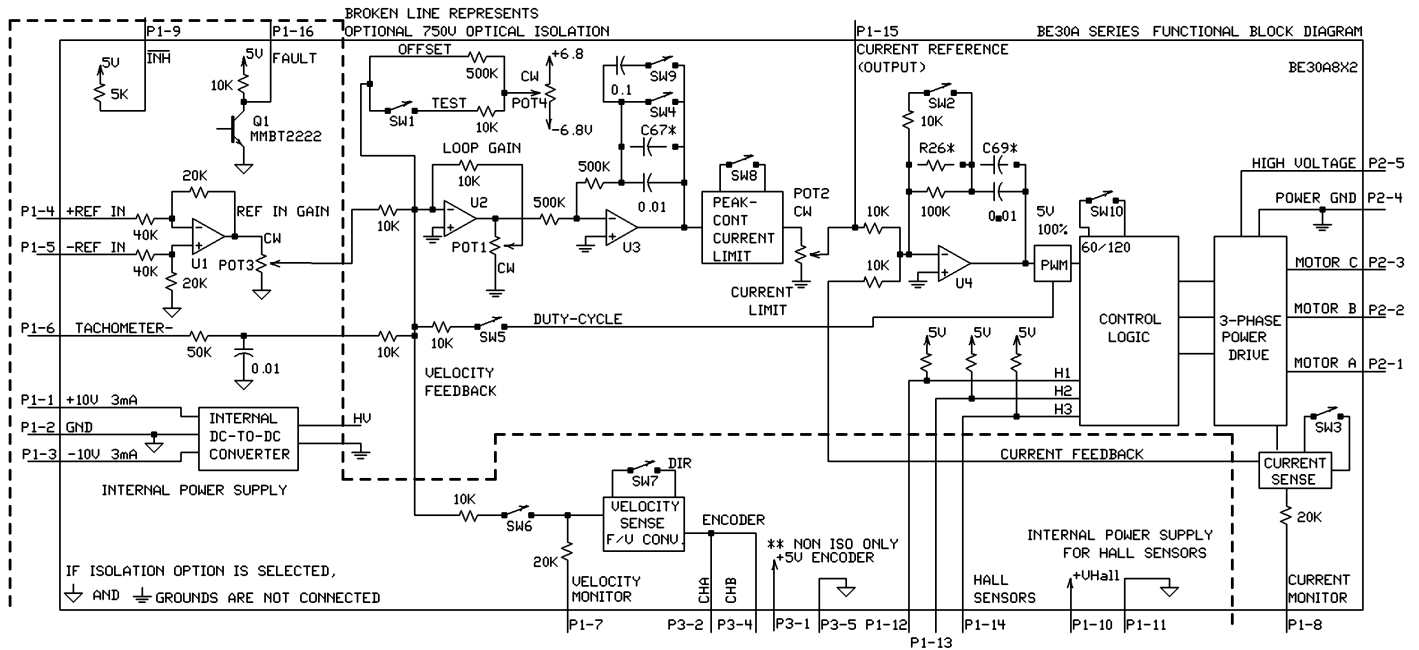 BROKEN LINE REPRESENTS
OPTIONAL 750V OPTICAL ISOLATION
P1-9
P1-16
P1-15
BE30A SERIES FUNCTIONAL BLOCK DIAGRAM
BE30A8X2
INH
FAULT
5V
5K
5V
10K
Q1
MMBT2222
OFFSET
500K
+6.8
CW
POT4
-6.8V
SW1
TEST
10K
SW9
0.1
SW4
C67*
500K
0.01
CURRENT REFERENCE
(OUTPUT)
SW2
10K
R26*
C69*
100K
0.01
LOOP GAIN
10K
U2
POT1
CW
500K
U3
SW8
PEAK-
CONT
CURRENT
LIMIT
POT2
CW
CURRENT
LIMIT
10K
10K
U4
5V
100%
PWM
SW10
60/120
CONTROL
LOGIC
3-PHASE
POWER
DRIVE
HIGH VOLTAGE
P2-5
POWER GND
P2-4
MOTOR C
P2-3
MOTOR B
P2-2
MOTOR A
P2-1
20K
P1-4
+REF IN
40K
REF IN GAIN
CW
P1-5
-REF IN
40K
U1
20K
POT3
10K
P1-6
TACHOMETER-
50K
0.01
10K
10K
SW5
DUTY-CYCLE
VELOCITY
FEEDBACK
5V
5V
5V
H1
H2
H3
P1-1
+10V 3mA
P1-2
GND
P1-3
-10V 3mA
INTERNAL
DC-TO-DC
CONVERTER
HV
INTERNAL POWER SUPPLY
SW3
CURRENT FEEDBACK
CURRENT
SENSE
20K
10K
SW6
SW7
DIR
VELOCITY
SENSE
F/V CONV.
ENCODER
20K
VELOCITY
MONITOR
CHA
CHB
** NON ISO ONLY
+5V ENCODER
INTERNAL POWER SUPPLY
FOR HALL SENSORS
+VHall
HALL
SENSORS
CURRENT
MONITOR
IF ISOLATION OPTION IS SELECTED,
AND GROUNDS ARE NOT CONNECTED
P1-7
P3-2
P3-4
P3-1
P3-5
P1-12
P1-13
P1-14
P1-10
P1-11
P1-8